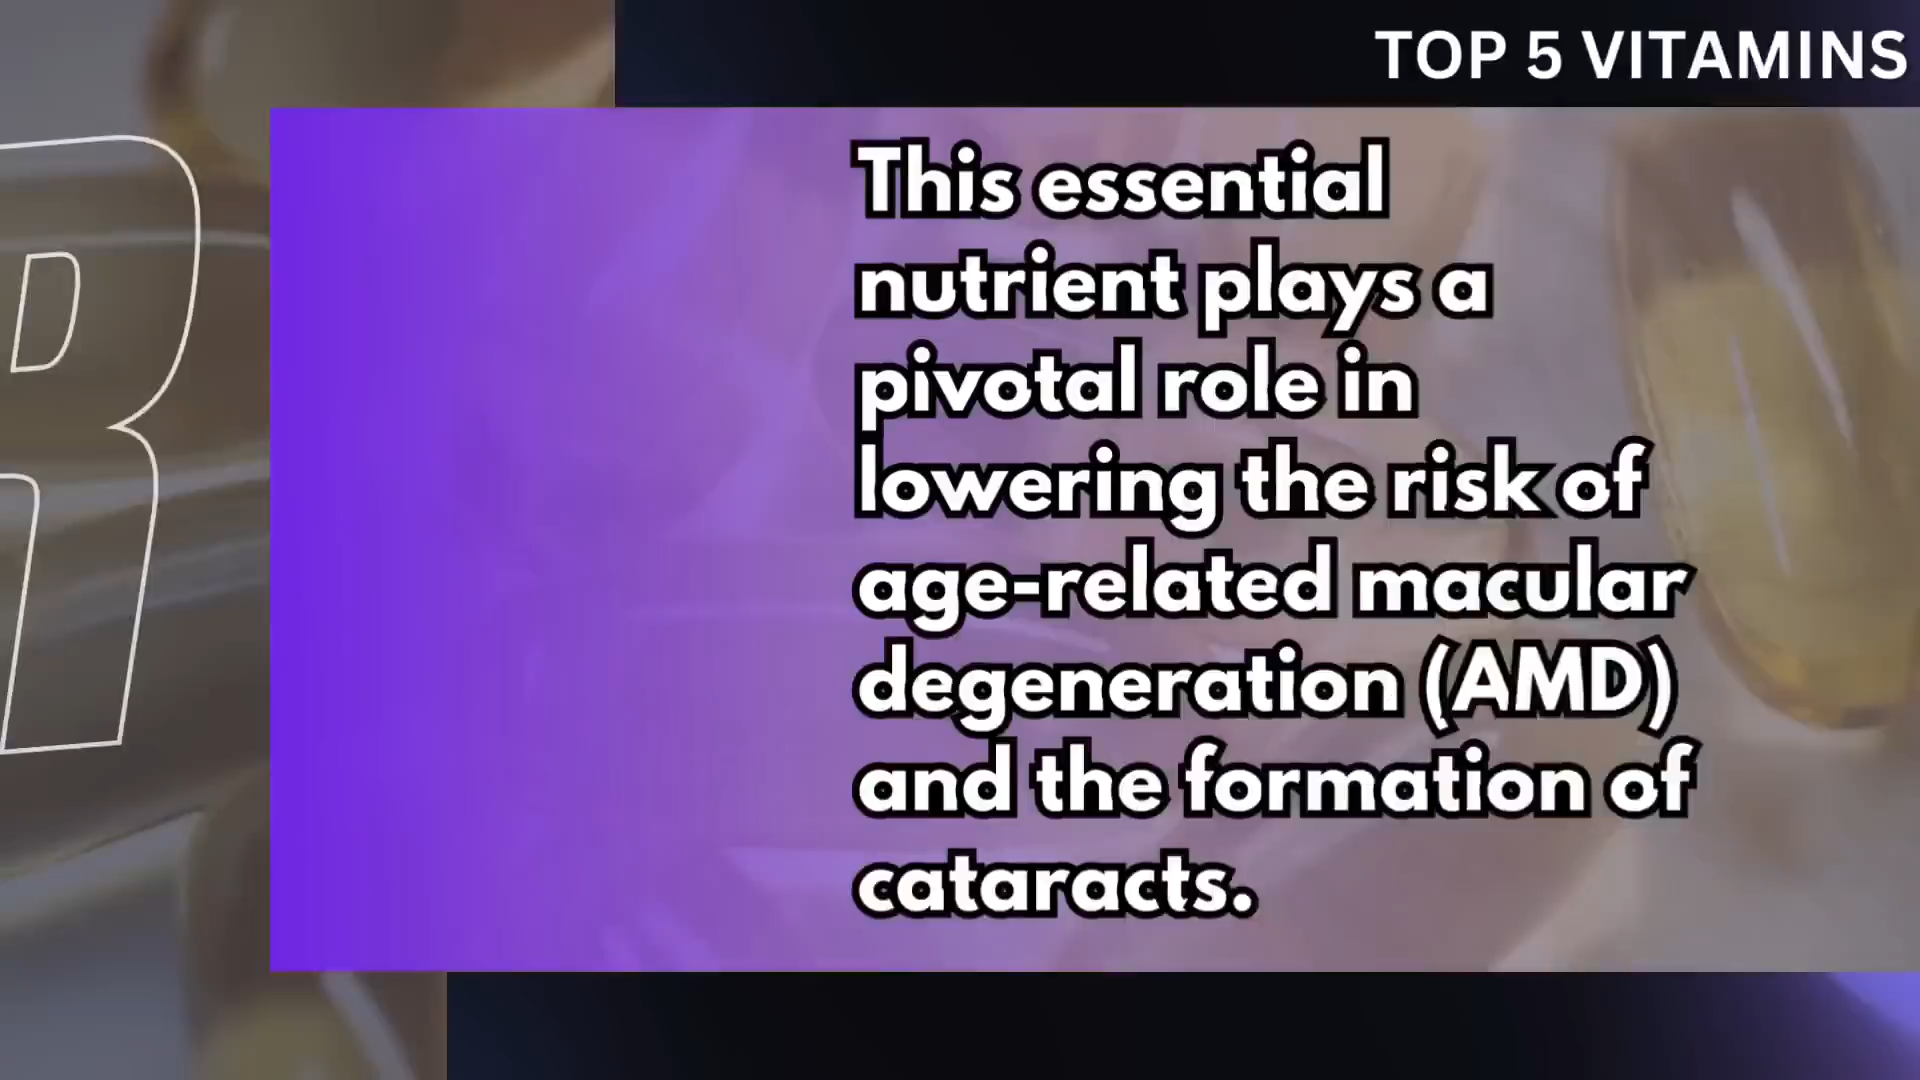 TOP 5 VITAMINS
R
This essential
nutrient plays a
pivotal role in
lowering the risk of
age-related macular
degeneration (AMD)
and the formation of
cataracts.